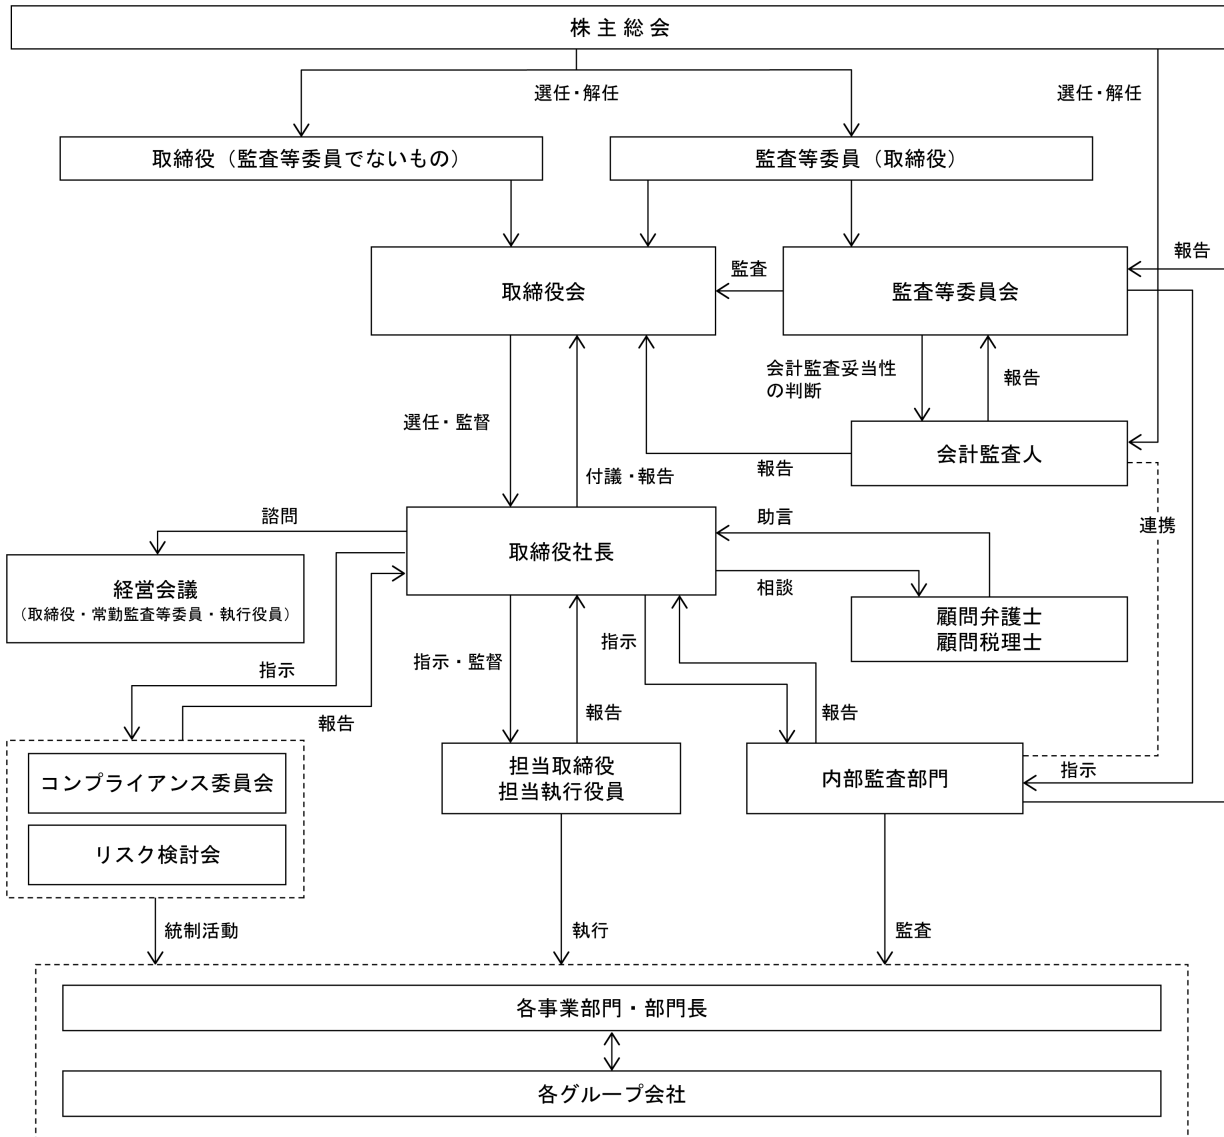 株主総会
選任・解任
選任・解任
取締役（監査等委員でないもの）
監査等委員（取締役）
報告
監査
取締役会
監査等委員会
会計監査妥当性
の判断
報告
選任・監督
会計監査人
付議・報告
報告
諮問
助言
連携
取締役社長
経営会議
（取締役・常勤監査等委員・執行役員）
相談
顧問弁護士
顧問税理士
指示
指示・監督
指示
報告
報告
報告
コンプライアンス委員会
担当取締役
担当執行役員
内部監査部門
指示
リスク検討会
統制活動
執行
監査
各事業部門・部門長
各グループ会社